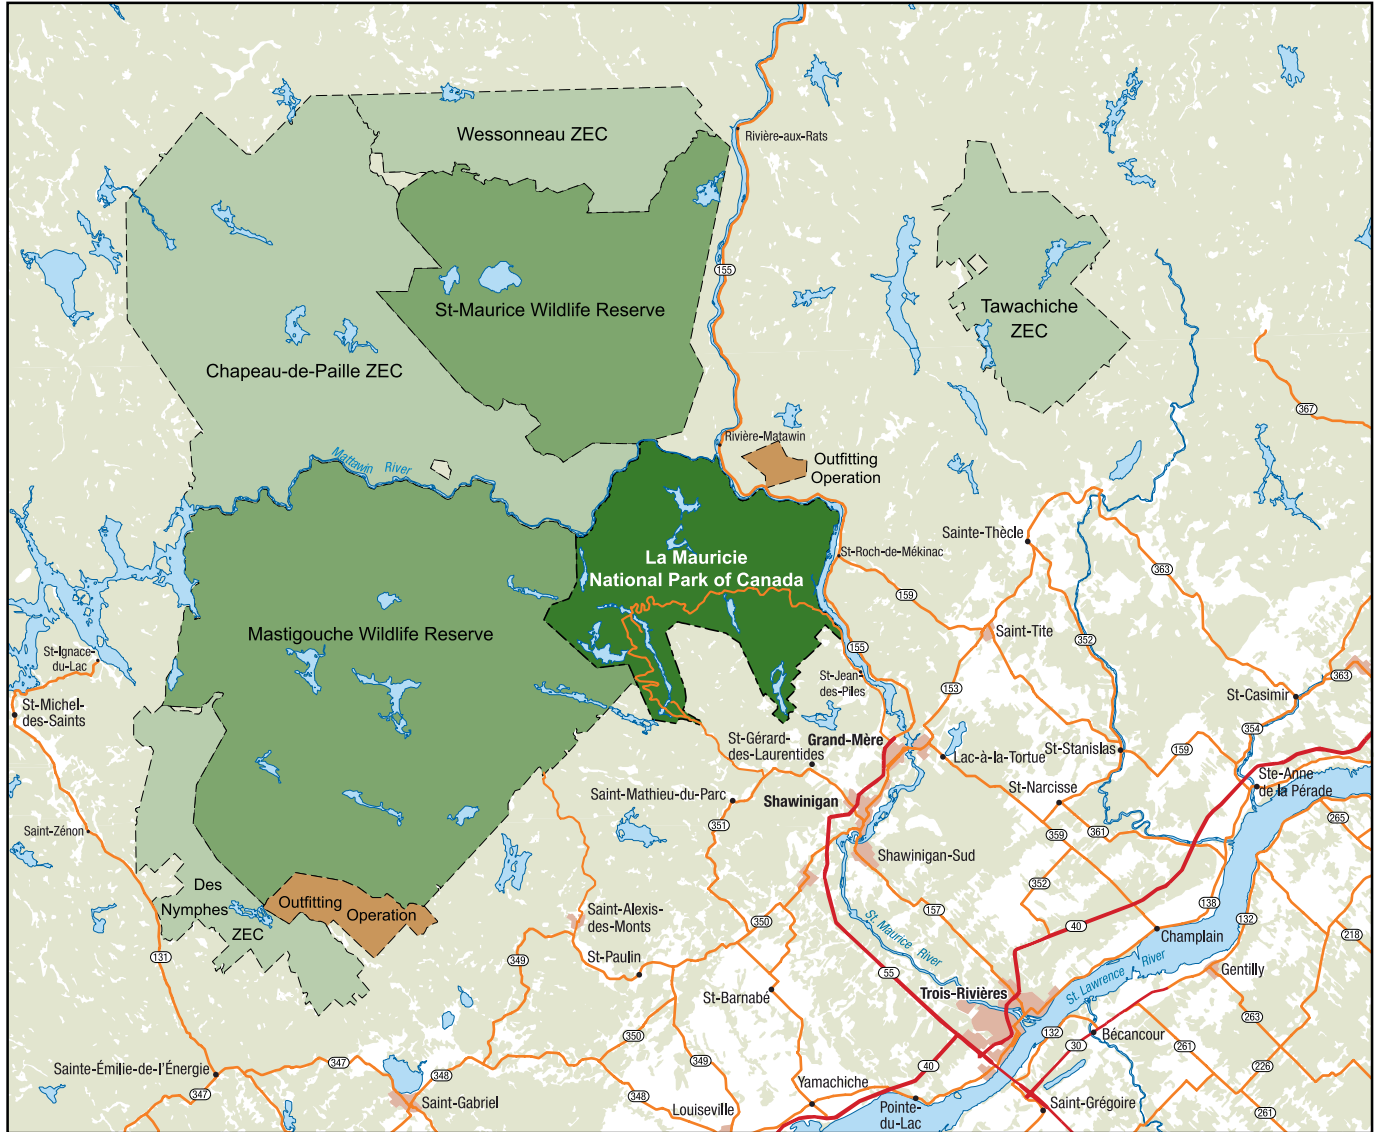 Wessonneau ZEC
Rivière-aux-Rats
155
St-Maurice Wildlife Reserve
Tawachiche
ZEC
Chapeau-de-Paille ZEC
367
Rivière-Matawin
Mattawin River
Outfitting
Operation
Sainte-Thècle
St-Roch-de-Mékinac
La Mauricie
National Park of Canada
363
159
Mastigouche Wildlife Reserve
Saint-Tite
352
155
St-Ignace-
du-Lac
St-Jean-
des-Piles
363
153
St-Michel-
des-Saints
St-Casimir
354
St-Gérard-
des-Laurentides
Grand-Mère
St-Stanislas
159
Lac-à-la-Tortue
Ste-Anne
de la Pérade
Saint-Mathieu-du-Parc
Shawinigan
St-Narcisse
265
351
359
361
Saint-Zénon
Shawinigan-Sud
352
Des
Nymphes
ZEC
Outfitting
Operation
138
157
Saint-Alexis-
des-Monts
350
132
40
Champlain
218
St. Maurice River
131
349
St-Paulin
St. Lawrence River
Gentilly
55
St-Barnabé
Trois-Rivières
263
350
132
Bécancour
30
261
Sainte-Émilie-de-l'Énergie
347
349
40
226
348
347
348
Yamachiche
Saint-Gabriel
Louiseville
Pointe-
du-Lac
Saint-Grégoire
261